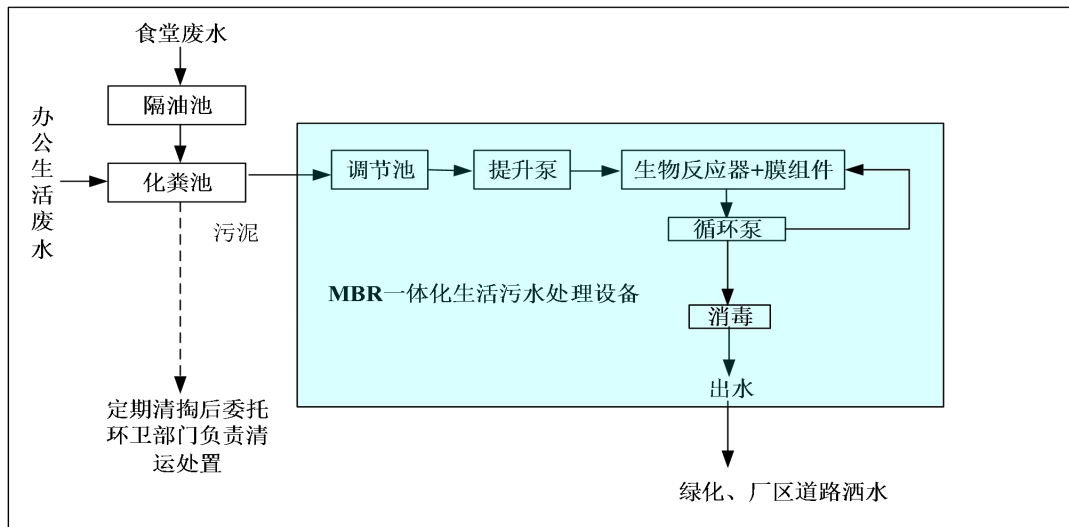 食堂废水
隔油池
办公生活废水
化粪池
污泥
定期清掏后委托
环卫部门负责清
运处置
调节池
提升泵
生物反应器+膜组件
循环泵
MBR一体化生活污水处理设备
消毒
出水
绿化、厂区道路洒水